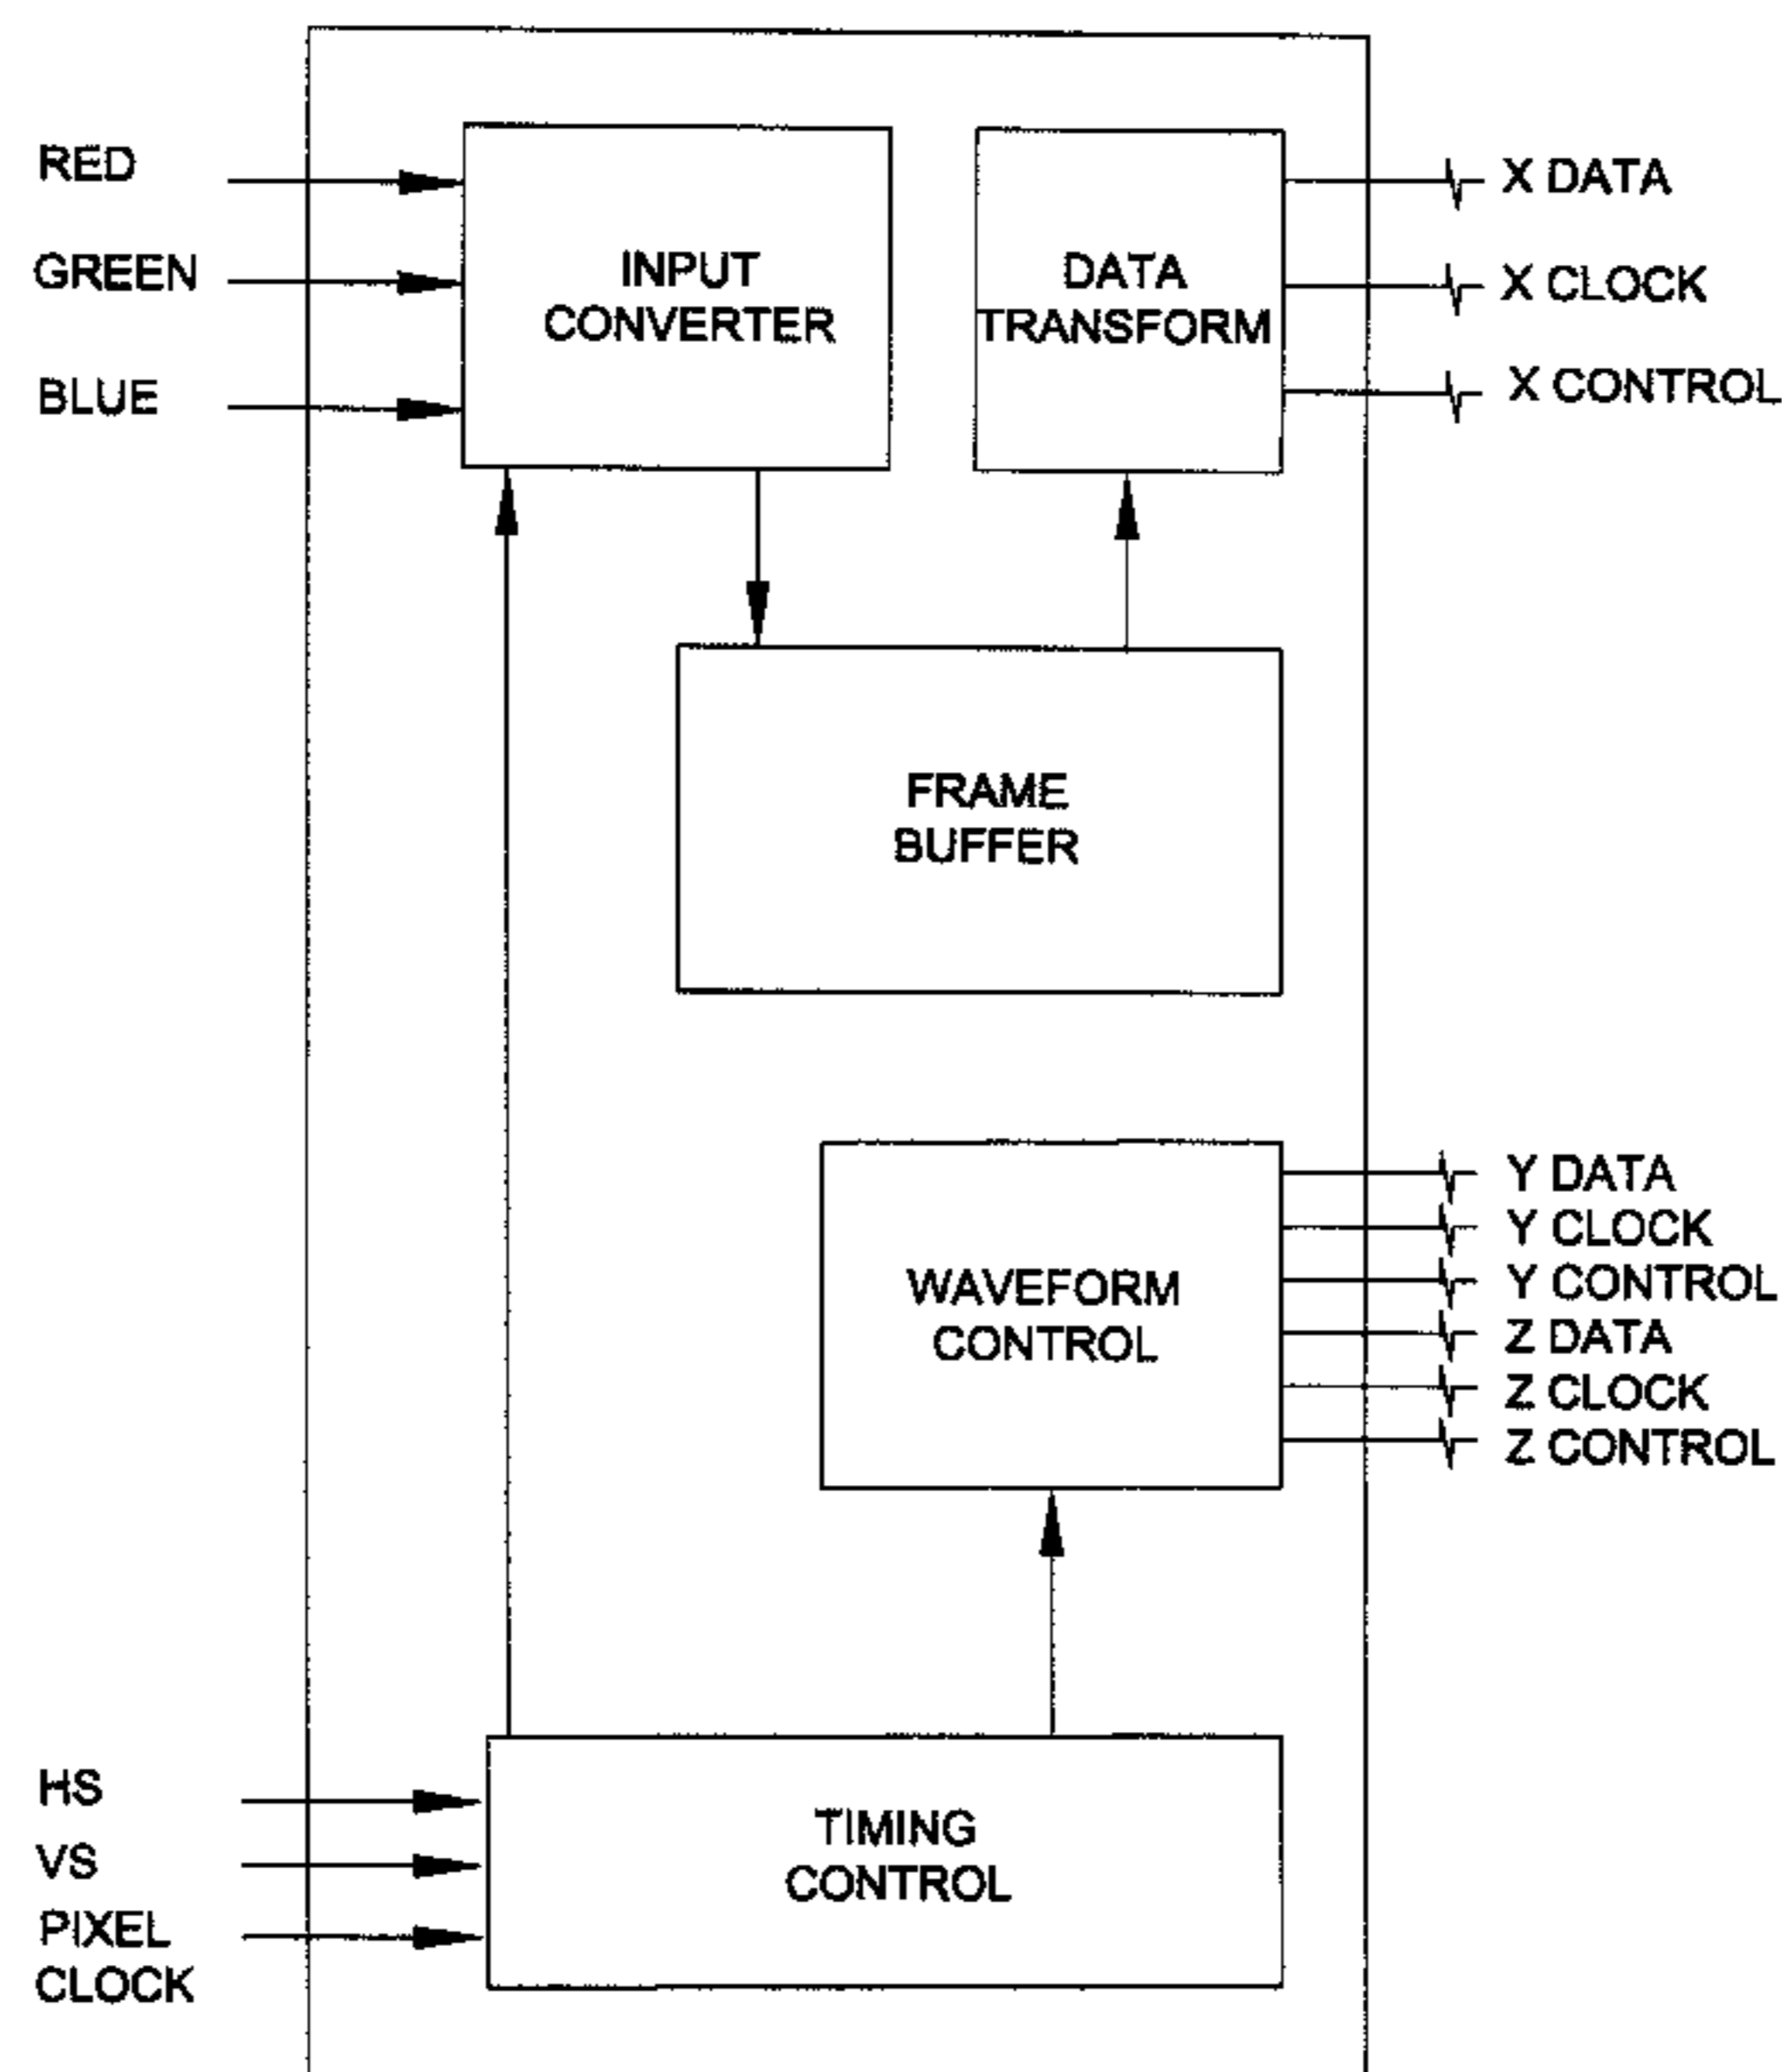 RED
GREEN
BLUE
INPUT
CONVERTER
DATA
TRANSFORM
X DATA
X CLOCK
X CONTROL
FRAME
BUFFER
WAVEFORM
CONTROL
Y DATA
Y CLOCK
Y CONTROL
Z DATA
Z CLOCK
Z CONTROL
HS
VS
PIXEL
CLOCK
TIMING
CONTROL